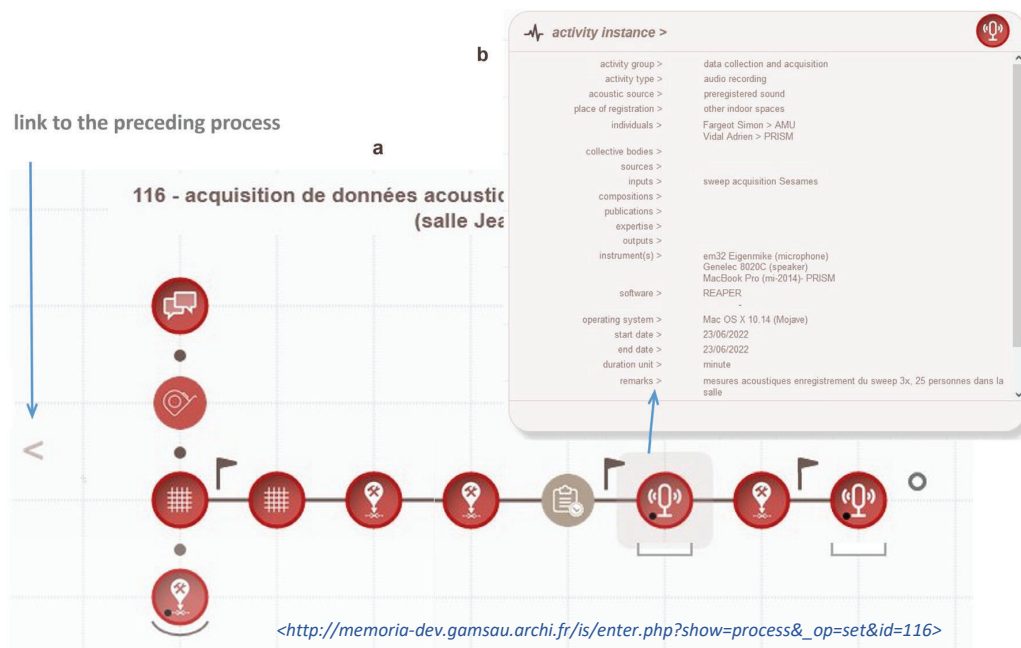 b
activity instance >
activity group > data collection and acquisition
activity type > audio recording
acoustic source > preregistered sound
place of registration > other indoor spaces
individuals > Fargeot Simon > AMU
Vidal Adrien > PRISM
collective bodies >
sources >
inputs > sweep acquisition Sesames
compositions >
publications >
expertise >
outputs >
instrument(s) > em32 Eigenmike (microphone)
Genelec 8020C (speaker)
MacBook Pro (mi-2014)- PRISM
software > REAPER
-
operating system > Mac OS X 10.14 (Mojave)
start date > 23/06/2022
end date > 23/06/2022
duration unit > minute
remarks > mesures acoustiques enregistrement du sweep 3x, 25 personnes dans la
salle
link to the preceding process
a
116 - acquisition de données acoustic
(salle Jea
<
<http://memoria-dev.gamsau.archi.fr/is/enter.php?show=process&_op=set&id=116>